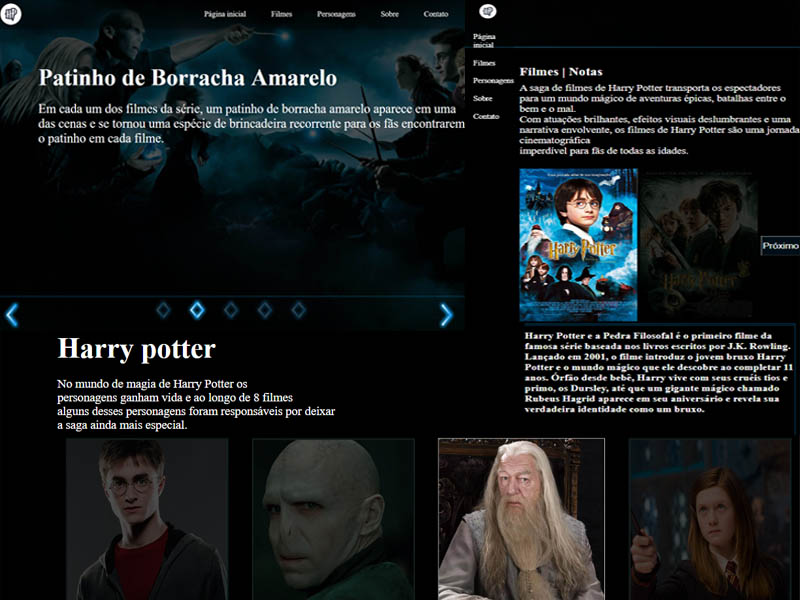 Página inicial
Filmes
Personagens
Sobre
Contato
Patinho de Borracha Amarelo
Em cada um dos filmes da série, um patinho de borracha amarelo aparece em uma
das cenas e se tornou uma espécie de brincadeira recorrente para os fãs encontrarem
o patinho em cada filme.
Página
inicial
Filmes
Personagens
Sobre
Contato
Filmes | Notas
A saga de filmes de Harry Potter transporta os espectadores
para um mundo mágico de aventuras épicas, batalhas entre o
bem e o mal.
Com atuações brilhantes, efeitos visuais deslumbrantes e uma
narrativa envolvente, os filmes de Harry Potter são uma jornada
cinematográfica
imperdível para fãs de todas as idades.
Harry Potter
Harry Potter
Próximo
Harry Potter e a Pedra Filosofal é o primeiro filme da
famosa série baseada nos livros escritos por J.K. Rowling.
Lançado em 2001, o filme introduz o jovem bruxo Harry
Potter e o mundo mágico que ele descobre ao completar 11
anos. Órfão desde bebê, Harry vive com seus cruéis tios e
primo, os Dursley, até que um gigante mágico chamado
Rubeus Hagrid aparece em seu aniversário e revela sua
verdadeira identidade como um bruxo.
Harry potter
No mundo de magia de Harry Potter os
personagens ganham vida e ao longo de 8 filmes
alguns desses personagens foram responsáveis por deixar
a saga ainda mais especial.